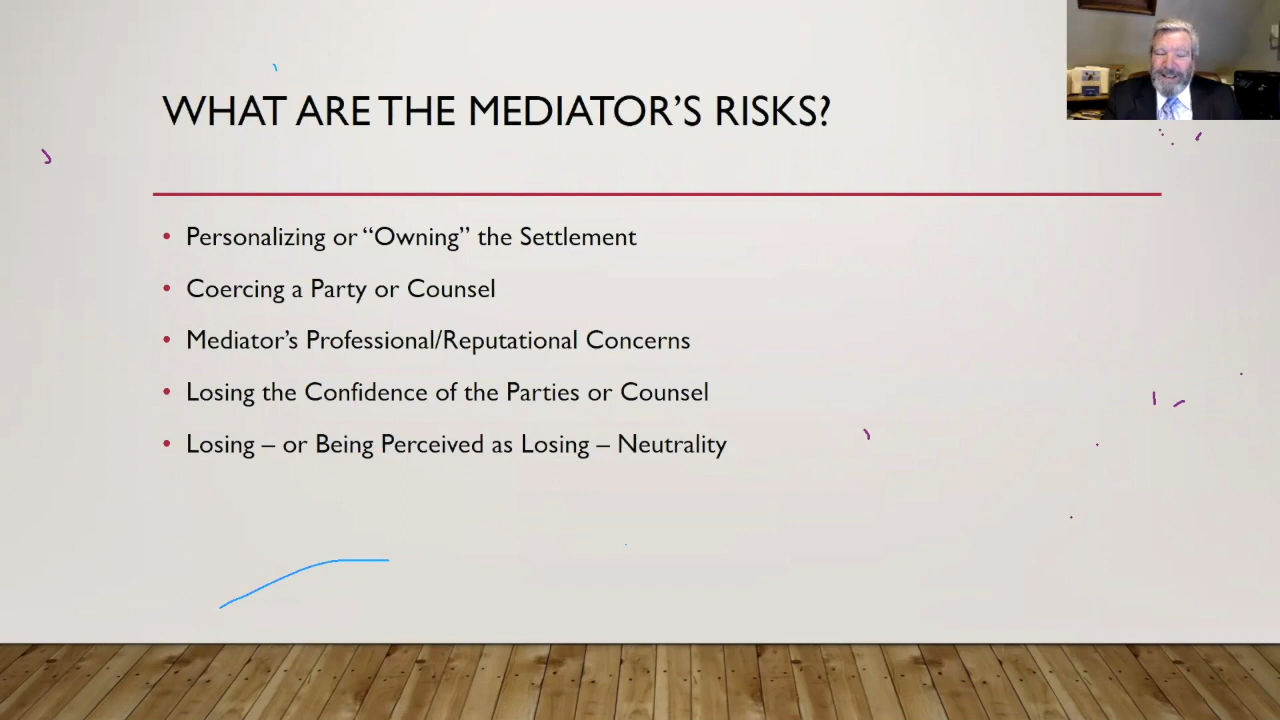 WHAT ARE THE MEDIATOR’S RISKS?
• Personalizing or “Owning” the Settlement
• Coercing a Party or Counsel
• Mediator’s Professional/Reputational Concerns
• Losing the Confidence of the Parties or Counsel
• Losing – or Being Perceived as Losing – Neutrality